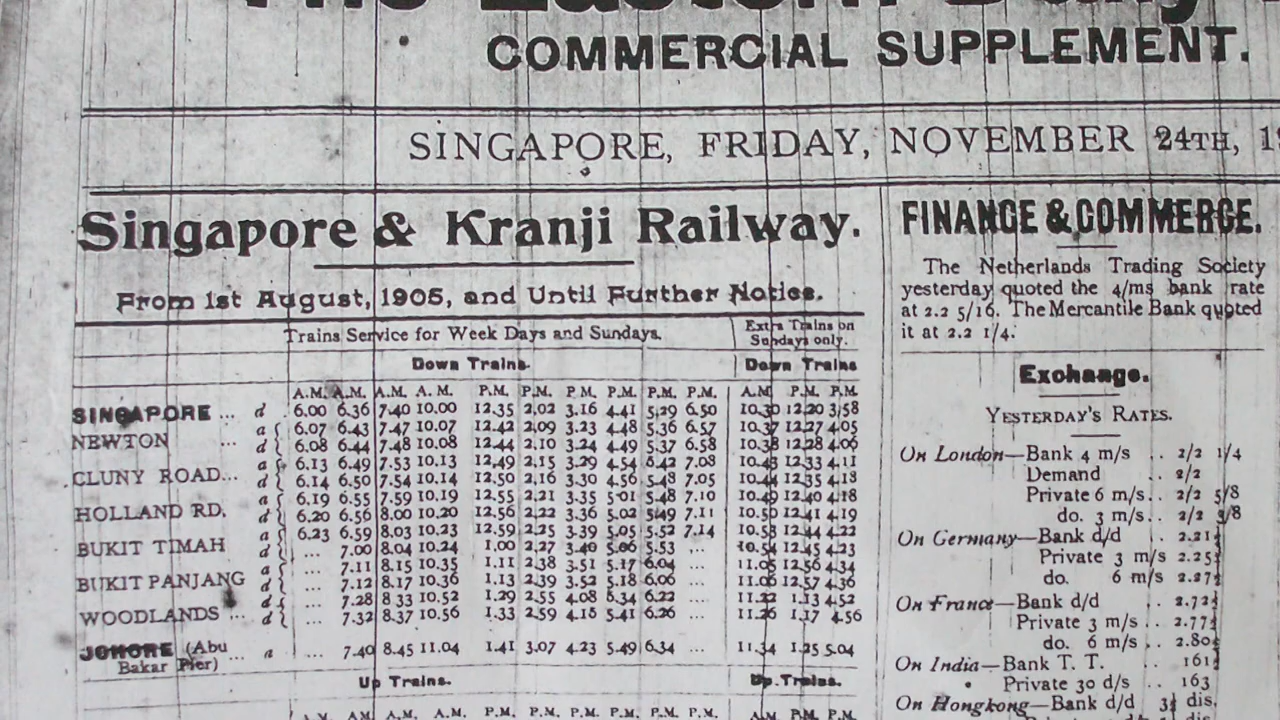 COMMERCIAL SUPPLEMENT.
SINGAPORE, FRIDAY, NOVEMBER 24TH,
Singapore & Kranji Railway.
From 1st August, 1905, and Until Further Notice.
Trains Service for Week Days and Sundays.
Extra Trains on
Sundays only.
Down Trains.
Down Trains
A.M. A.M. A.M. A.M. P.M. P.M. P.M. P.M. P.M. P.M. A.M. P.M. P.M.
SINGAPORE ... d 6.00 6.36 7.40 10.00 12.35 2,02 3.16 4.41 5,29 6.50 10.30 12.20 3/58
NEWTON ... a 6.07 6.43 7.47 10.07 12.42 2,09 3.23 4.48 5.36 6.57 10.37 12.27 4.05
d 6.08 6.44 7.48 10.08 12.44 2.10 3.24 4.49 5.37 6.58 10.38 12.28 4.06
CLUNY ROAD... a 6.13 6.49 7.53 10.13 12,49 2,15 3.29 4.54 7.08 12.33 4.11
d 6.14 6.50 7.54 10.14 12,50 2,16 3.30 4.56 5.48 7.05 12.35 4.13
HOLLAND RD. a 6.19 6.55 7.59 10.19 12.55 2.21 3.35 5.01 5.48 7.10 10.49 12.40 4.18
d 6.20 6.56 8.00 10.20 12,56 2,22 3.36 5.02 5.49 7.11 10.50 12.41 4.19
BUKIT TIMAH a 6.23 6.59 8.03 10.23 12.59 2.25 3.39 5.05 5.52 7.14 10.53 12.44 4.22
d ... 7.00 8.04 10.24 1.00 2,27 3.40 5.06 5.53 ... 10.54 12.45 4.23
BUKIT PANJANG a ... 7.11 8.15 10.35 1.11 2,38 3.51 5.17 6.04 ... 11.05 12.56 4.34
d ... 7.12 8.17 10.36 1.13 2.39 3.52 5.18 6.06 ... 11.06 12.57 4.36
WOODLANDS ... a ... 7.28 8 33 10.52 1.29 2.55 4.08 5.34 6.22 ... 11.22 1.13 4.52
d ... 7.32 8.37 10.56 1.33 2.59 4.15 5.41 6.26 ... 11.26 1.17 4.56
JOHORE (Abu
Bakar Pier) ... a ... 7.40 8.45 11.04 1.41 3.07 4.23 5.49 6.34 ... 11.34 1.25 5.04
Up Trains.
Up Trains.
A.M. A.M. A.M. A.M. P.M. P.M. P.M. P.M. P.M. P.M. A.M. P.M. P.M.
FINANCE & COMMERCE.
The Netherlands Trading Society
yesterday quoted the 4/ms bank rate
at 2.2 5/16. The Mercantile Bank quoted
it at 2.2 1/4.
Exchange.
YESTERDAY'S RATES.
On London—Bank 4 m/s .. 2/2 1/4
Demand .. 2/2
Private 6 m/s.. 2/2 5/8
do. 3 m/s.. 2/2 3/8
On Germany—Bank d/d ..
Private 3 m/s
do. 6 m/s
On France—Bank d/d ..
Private 3 m/s ..
do. 6 m/s ..
On India—Bank T. T. ..
Private 30 d/s .. 163
On Hongkong—Bank d/d dis.